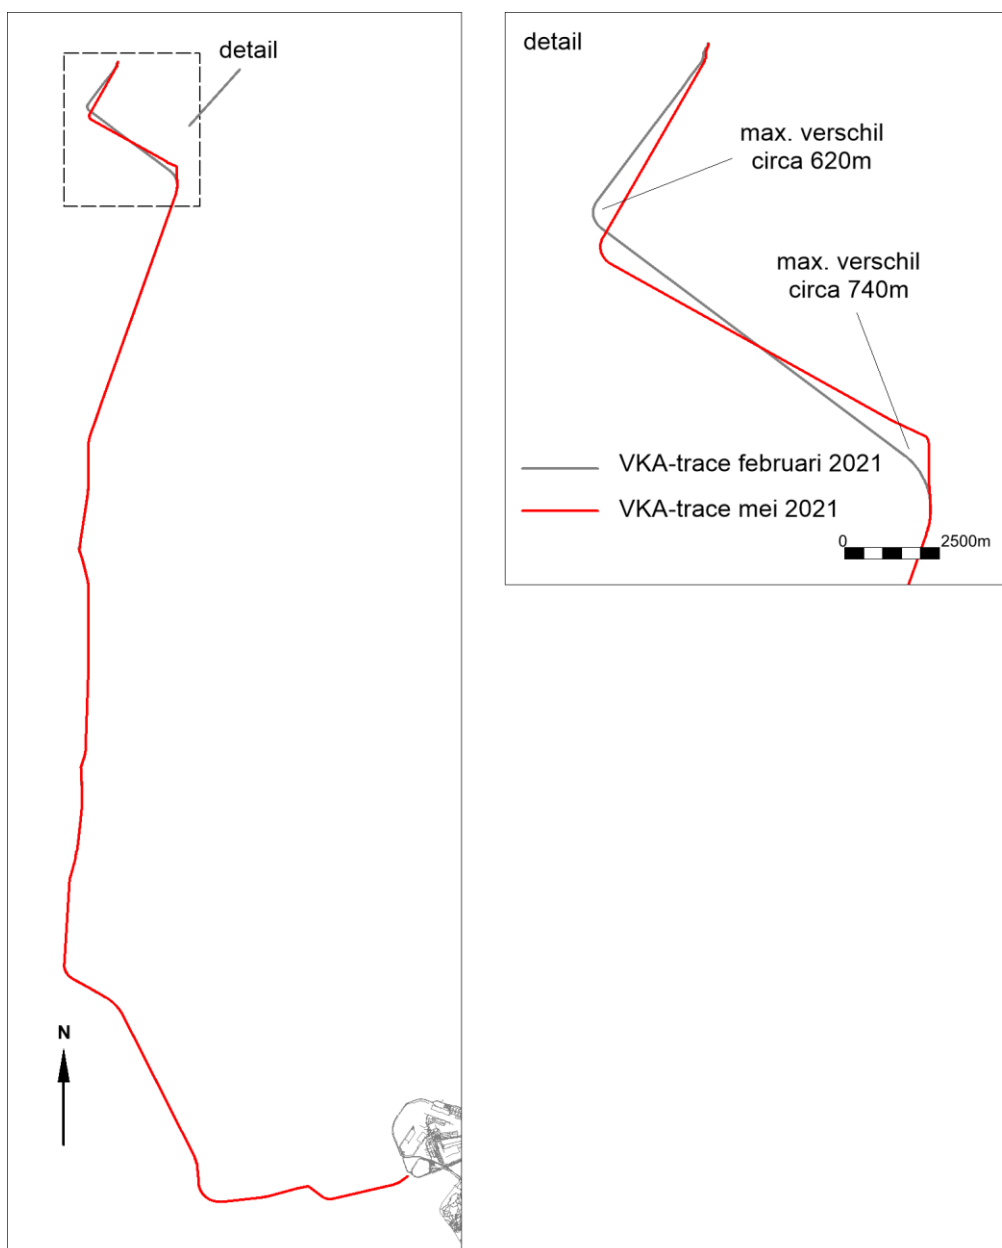 detail
N
detail
max. verschil
circa 620m
max. verschil
circa 740m
VKA-trace februari 2021
VKA-trace mei 2021
0 2500m